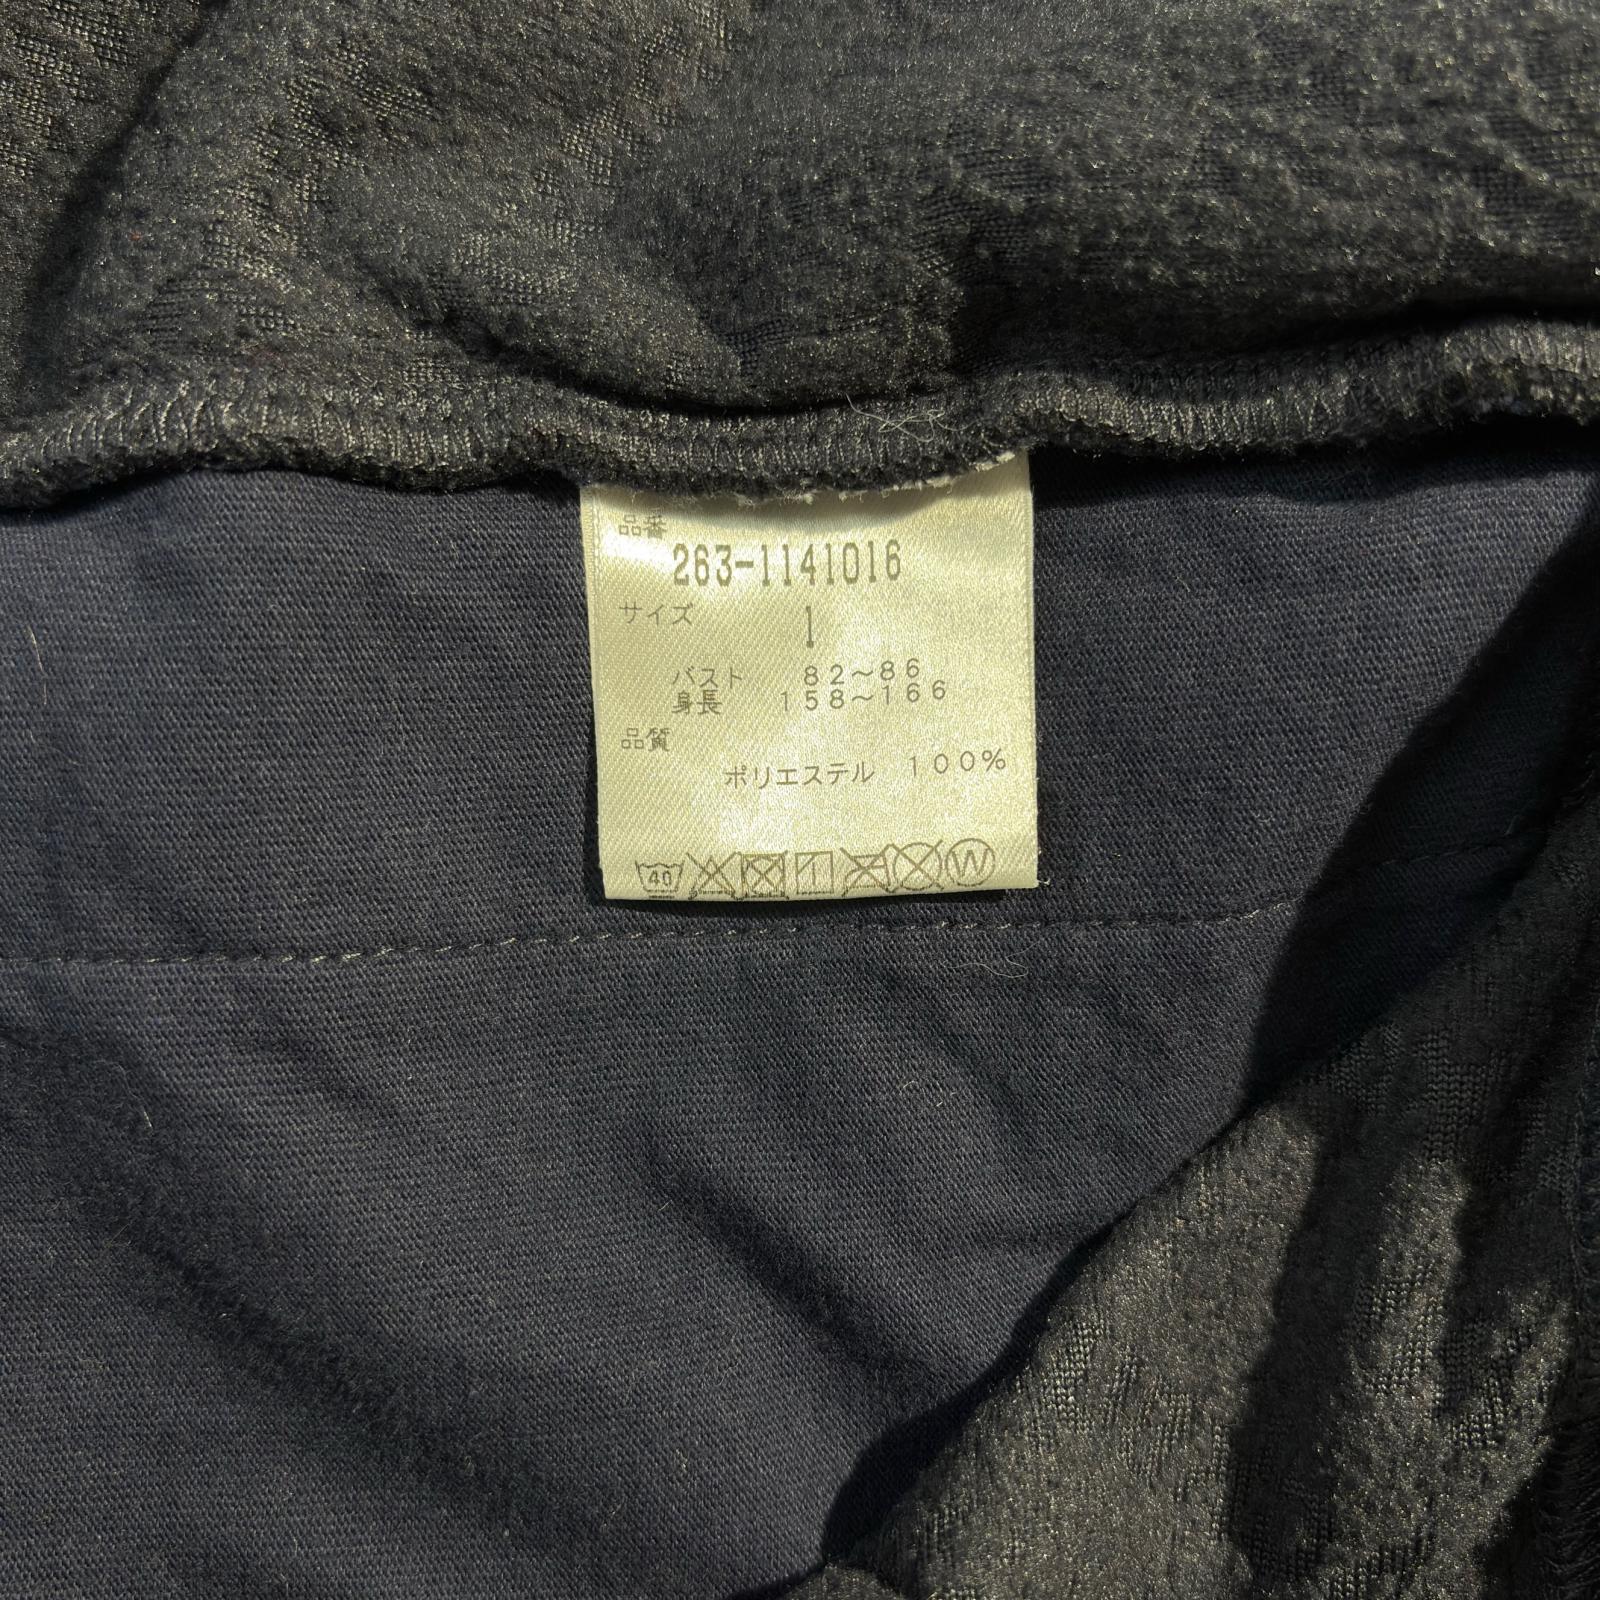 品番
263-1141016
サイズ 1
バスト 82～86
身長 158～166
品質
ポリエステル 100%
40 W